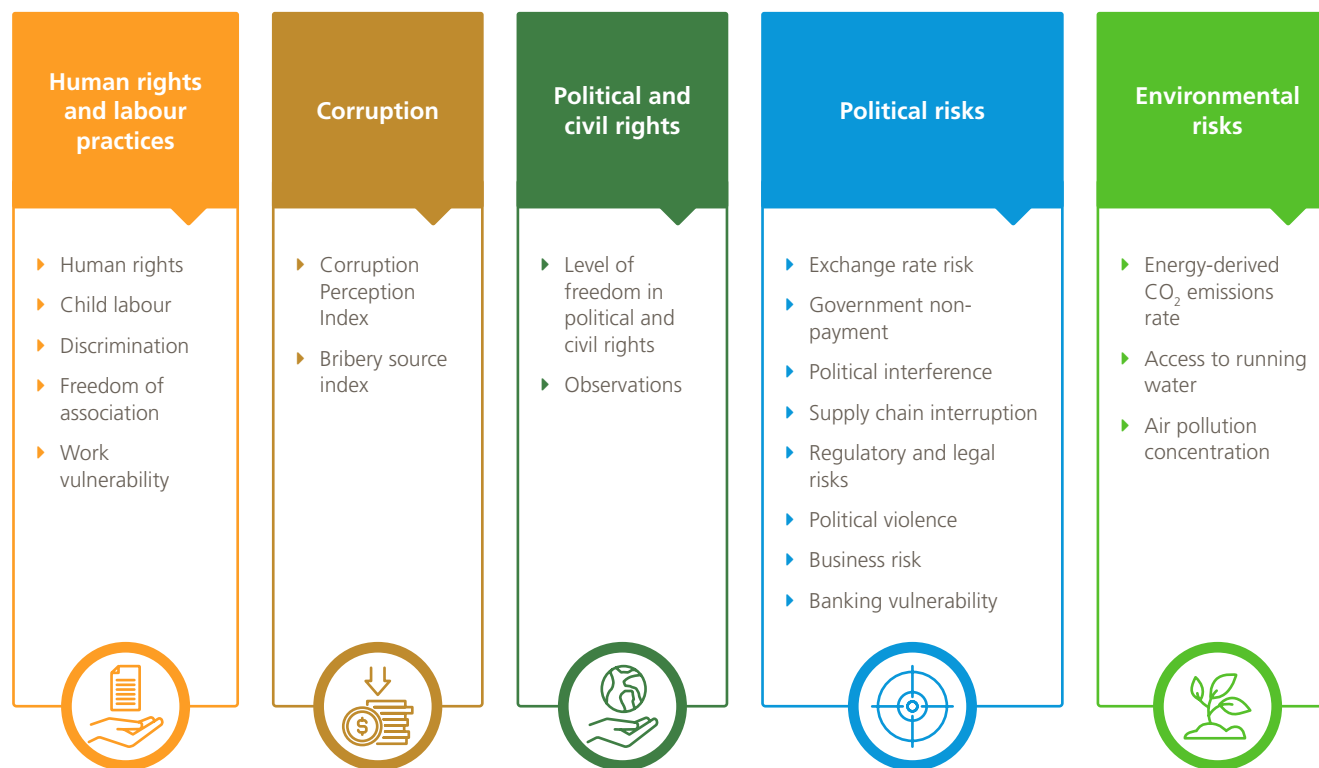 Human rights
and labour
practices
Human rights
Child labour
Discrimination
Freedom of
association
Work
vulnerability
Corruption
Corruption
Perception
Index
Bribery source
index
$
Political and
civil rights
Level of
freedom in
political and
civil rights
Observations
Political risks
Exchange rate risk
Government non-
payment
Political interference
Supply chain interruption
Regulatory and legal
risks
Political violence
Business risk
Banking vulnerability
Environmental
risks
Energy-derived
CO₂ emissions
rate
Access to running
water
Air pollution
concentration